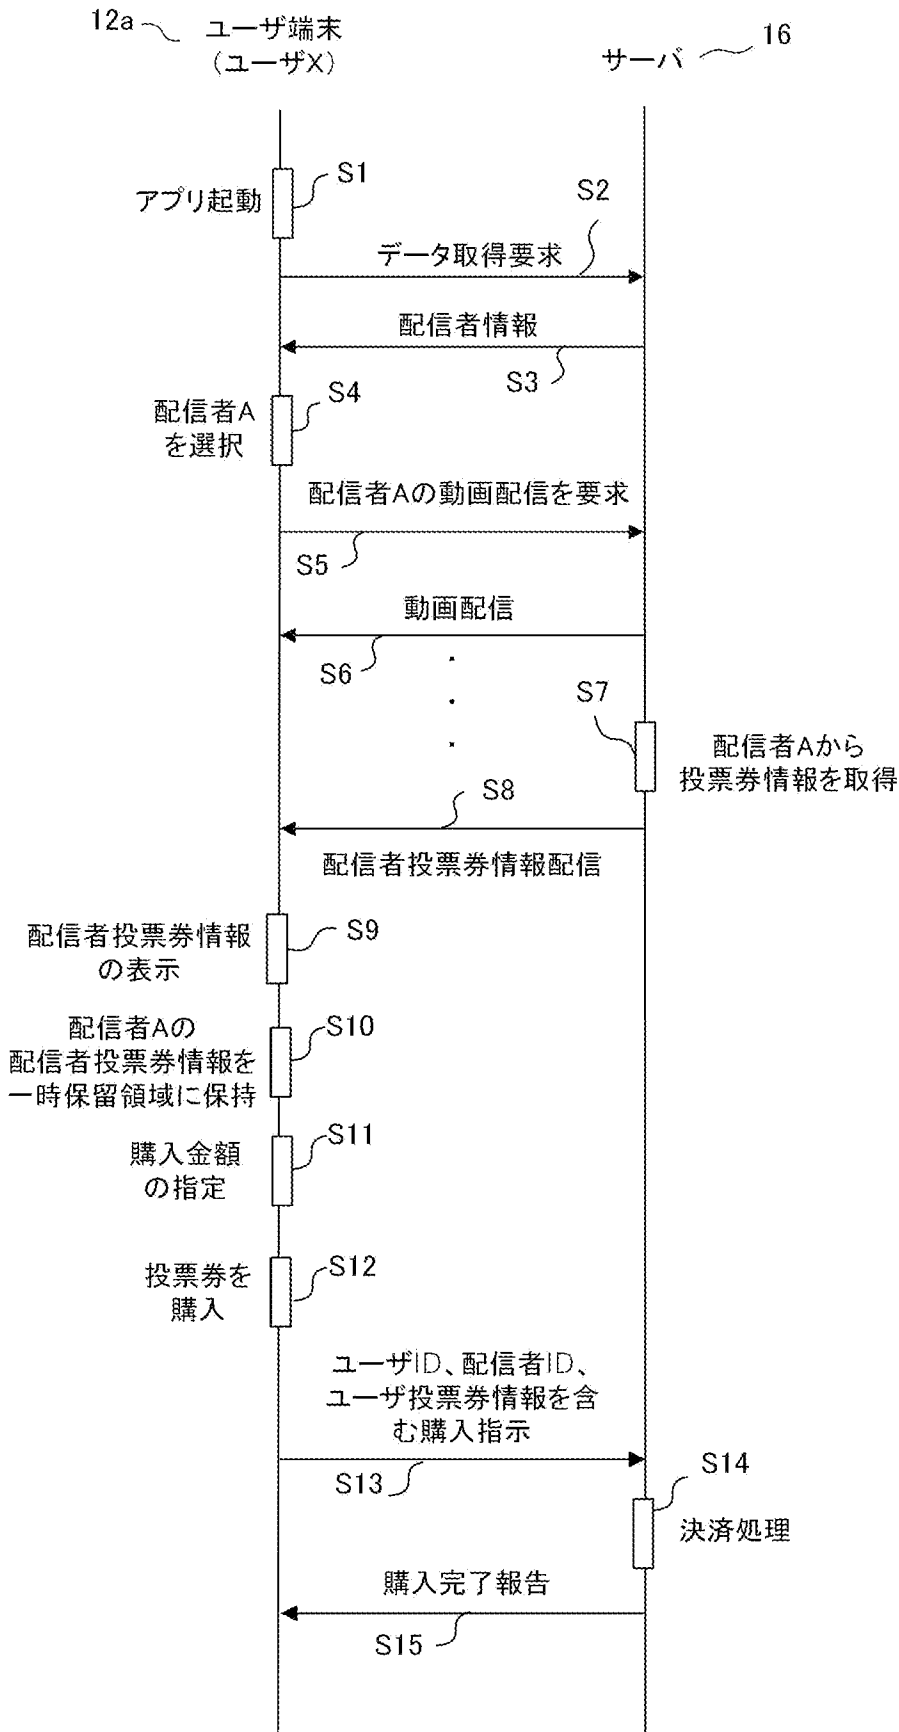 12a
ユーザ端末
(ユーザX)
サーバ
16
S1
アプリ起動
S2
データ取得要求
配信者情報
S3
S4
配信者A
を選択
配信者Aの動画配信を要求
S5
動画配信
S6
S7
配信者Aから
投票券情報を取得
S8
配信者投票券情報配信
S9
配信者投票券情報
の表示
S10
配信者Aの
配信者投票券情報を
一時保留領域に保持
S11
購入金額
の指定
S12
投票券を
購入
ユーザID、配信者ID、
ユーザ投票券情報を含
む購入指示
S13
S14
決済処理
購入完了報告
S15